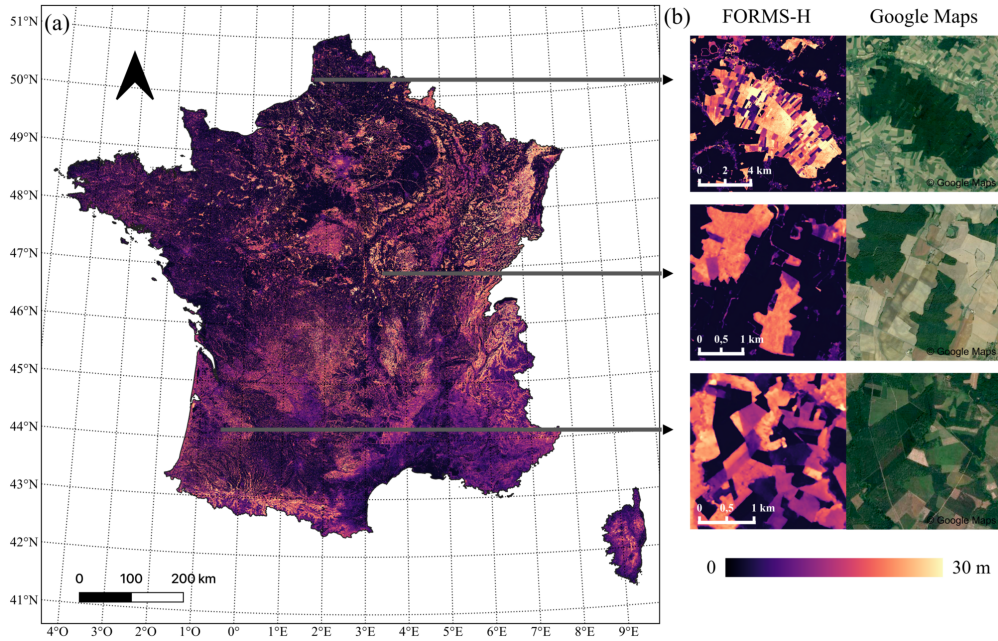 (a)
51°N
50°N
49°N
48°N
47°N
46°N
45°N
44°N
43°N
42°N
41°N
0 100 200 km
4°O 3°O 2°O 1°O 0° 1°E 2°E 3°E 4°E 5°E 6°E 7°E 8°E 9°E
(b)
FORMS-H Google Maps
0 2 4 km
© Google Maps
0 0,5 1 km
© Google Maps
0 0,5 1 km
© Google Maps
0 30 m